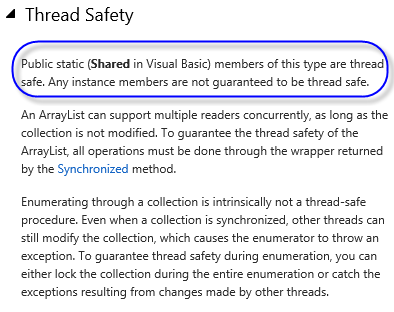 Thread Safety
Public static (Shared in Visual Basic) members of this type are thread
safe. Any instance members are not guaranteed to be thread safe.
An ArrayList can support multiple readers concurrently, as long as the
collection is not modified. To guarantee the thread safety of the
ArrayList, all operations must be done through the wrapper returned
by the Synchronized method.
Enumerating through a collection is intrinsically not a thread-safe
procedure. Even when a collection is synchronized, other threads can
still modify the collection, which causes the enumerator to throw an
exception. To guarantee thread safety during enumeration, you can
either lock the collection during the entire enumeration or catch the
exceptions resulting from changes made by other threads.